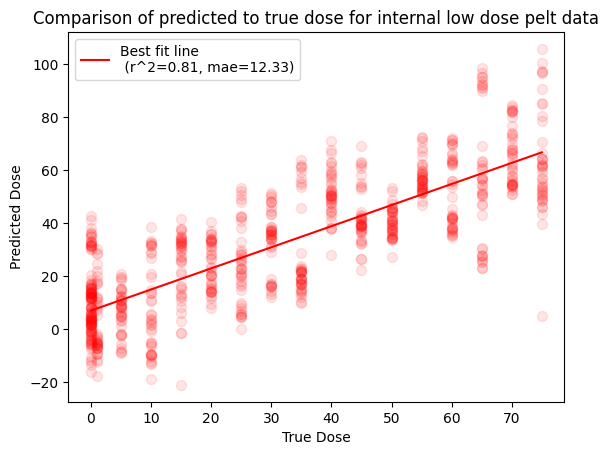 Comparison of predicted to true dose for internal low dose pelt data
Best fit line
(r^2=0.81, mae=12.33)
100
80
60
40
20
0
−20
Predicted Dose
0 10 20 30 40 50 60 70
True Dose